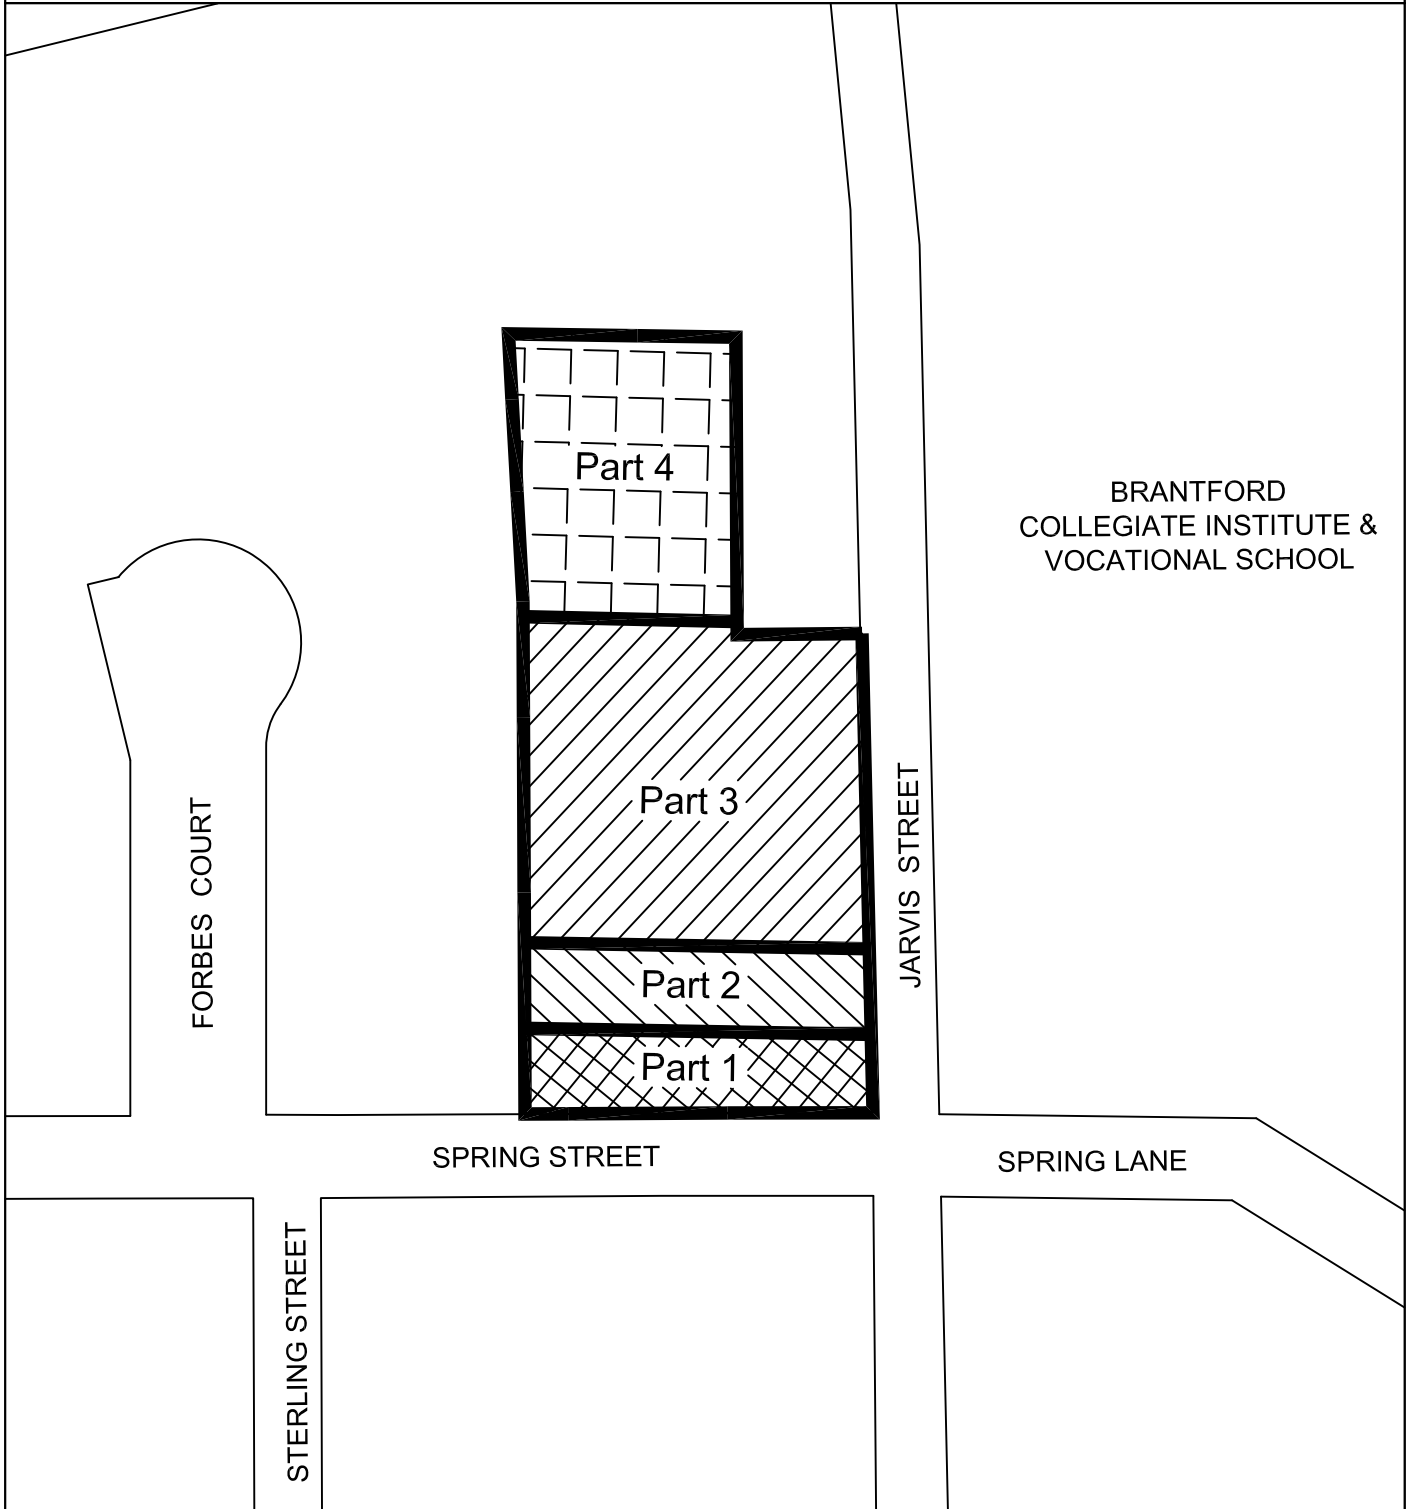 Part 4
BRANTFORD
COLLEGIATE INSTITUTE &
VOCATIONAL SCHOOL
Part 3
FORBES COURT
JARVIS STREET
Part 2
Part 1
SPRING STREET
SPRING LANE
STERLING STREET